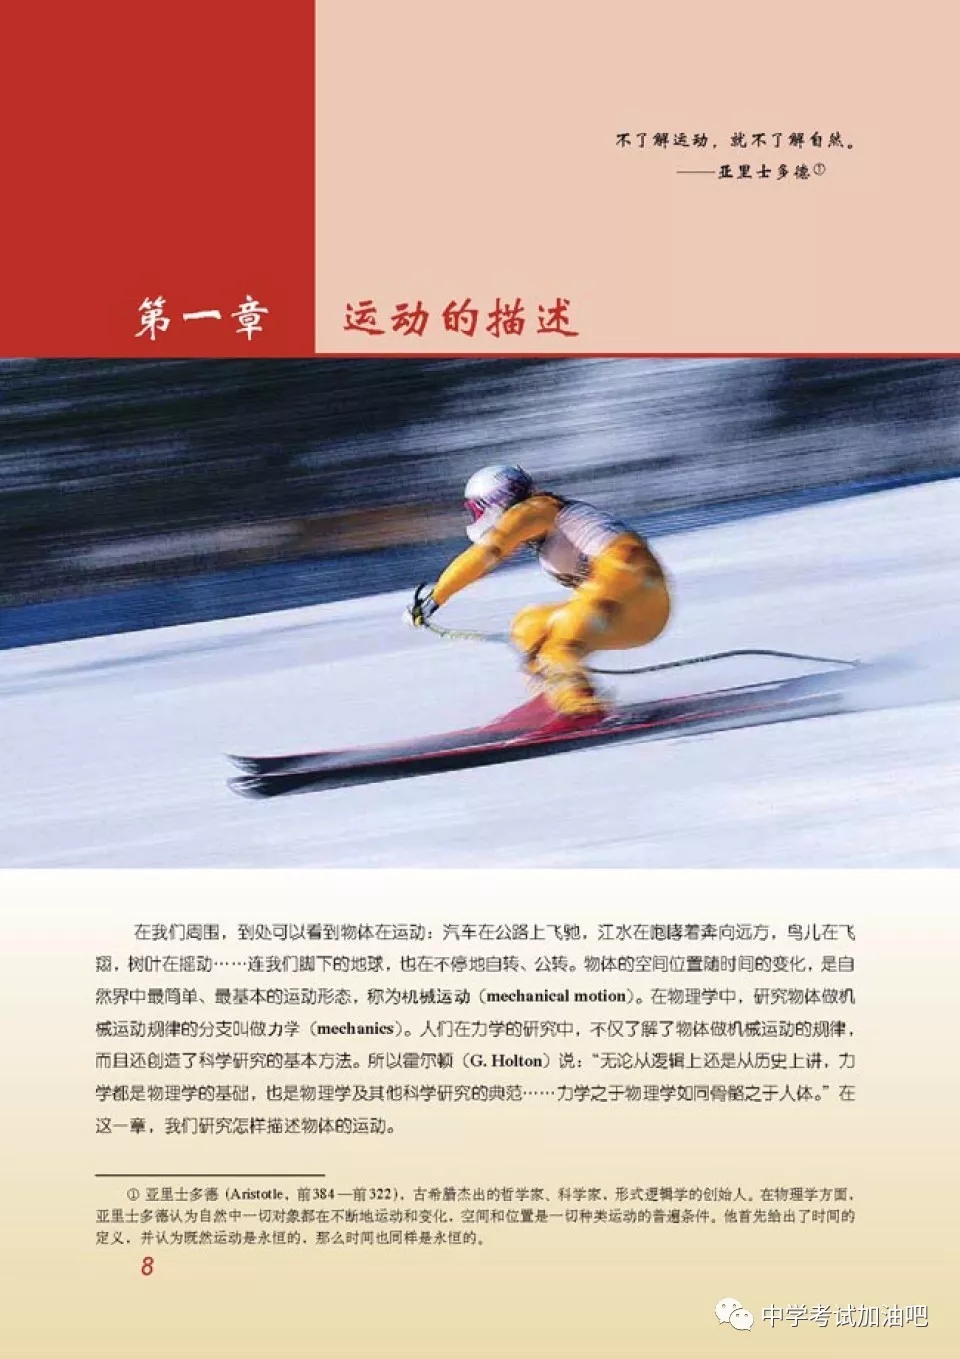 不了解运动，就不了解自然。
——亚里士多德①
第一章 运动的描述
在我们周围，到处可以看到物体在运动：汽车在公路上飞驰，江水在咆哮着奔向远方，鸟儿在飞
翔，树叶在摇动……连我们脚下的地球，也在不停地自转、公转。物体的空间位置随时间的变化，是自
然界中最简单、最基本的运动形态，称为机械运动（mechanical motion）。在物理学中，研究物体做机
械运动规律的分支叫做力学（mechanics）。人们在力学的研究中，不仅了解了物体做机械运动的规律，
而且还创造了科学研究的基本方法。所以霍尔顿（G. Holton）说：“无论从逻辑上还是从历史上讲，力
学都是物理学的基础，也是物理学及其他科学研究的典范……力学之于物理学如同骨骼之于人体。”在
这一章，我们研究怎样描述物体的运动。
① 亚里士多德（Aristotle，前384—前322），古希腊杰出的哲学家、科学家，形式逻辑学的创始人。在物理学方面，
亚里士多德认为自然中一切对象都在不断地运动和变化，空间和位置是一切种类运动的普遍条件。他首先给出了时间的
定义，并认为既然运动是永恒的，那么时间也同样是永恒的。
8
中学考试加油吧